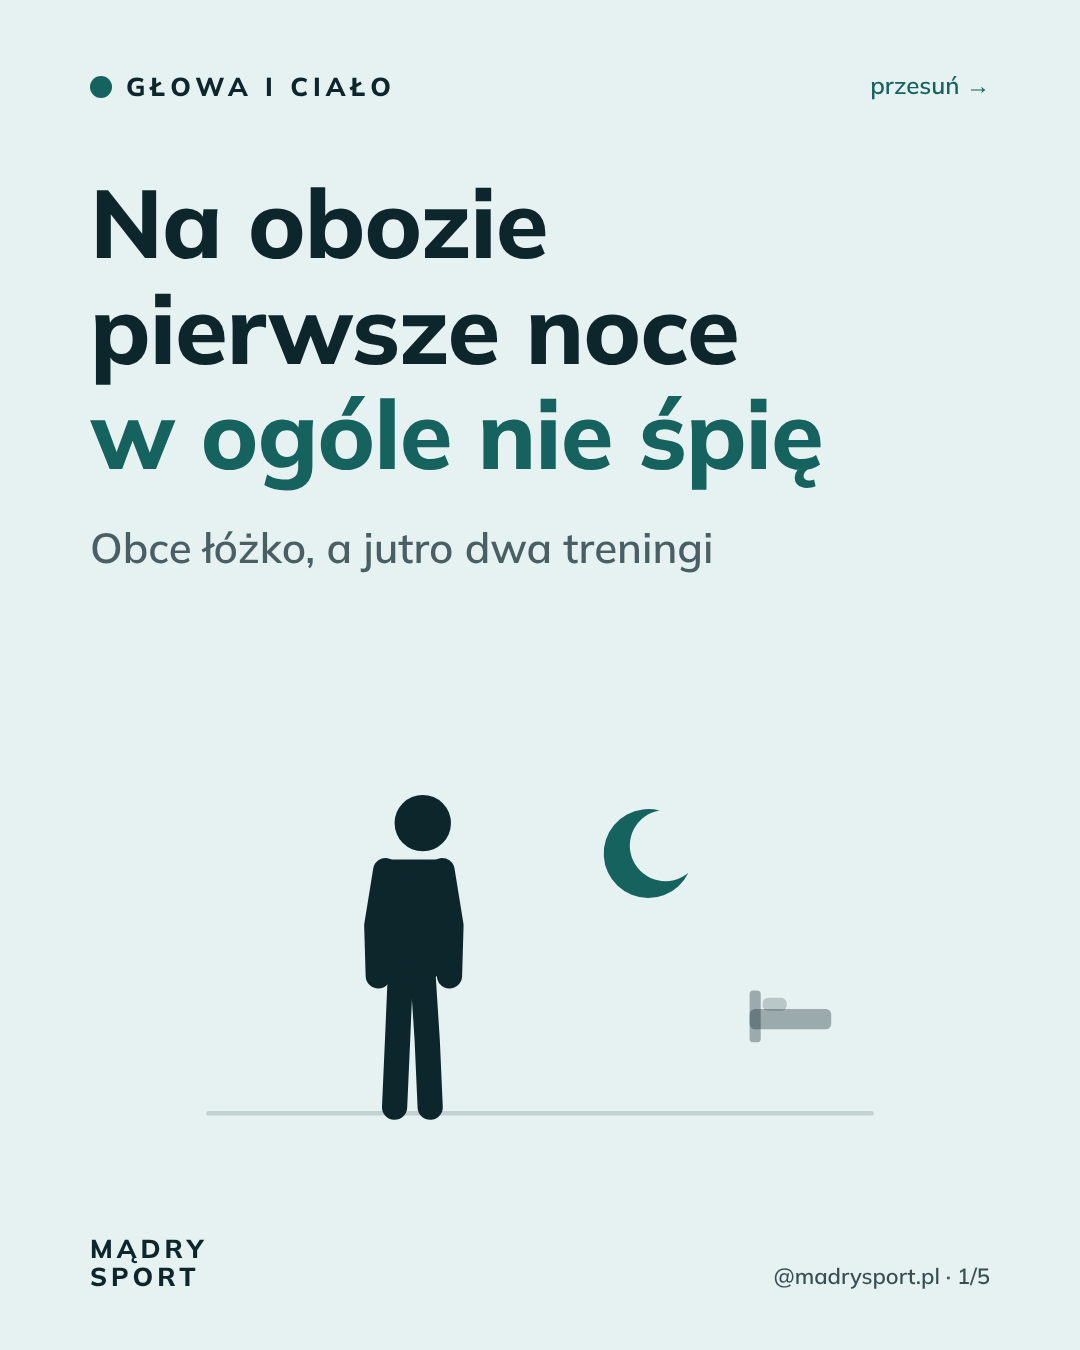 GŁOWA I CIAŁO
przesuń →
Na obozie
pierwsze noce
w ogóle nie śpię
Obce łóżko, a jutro dwa treningi
MĄDRY
SPORT
@madrysport.pl · 1/5